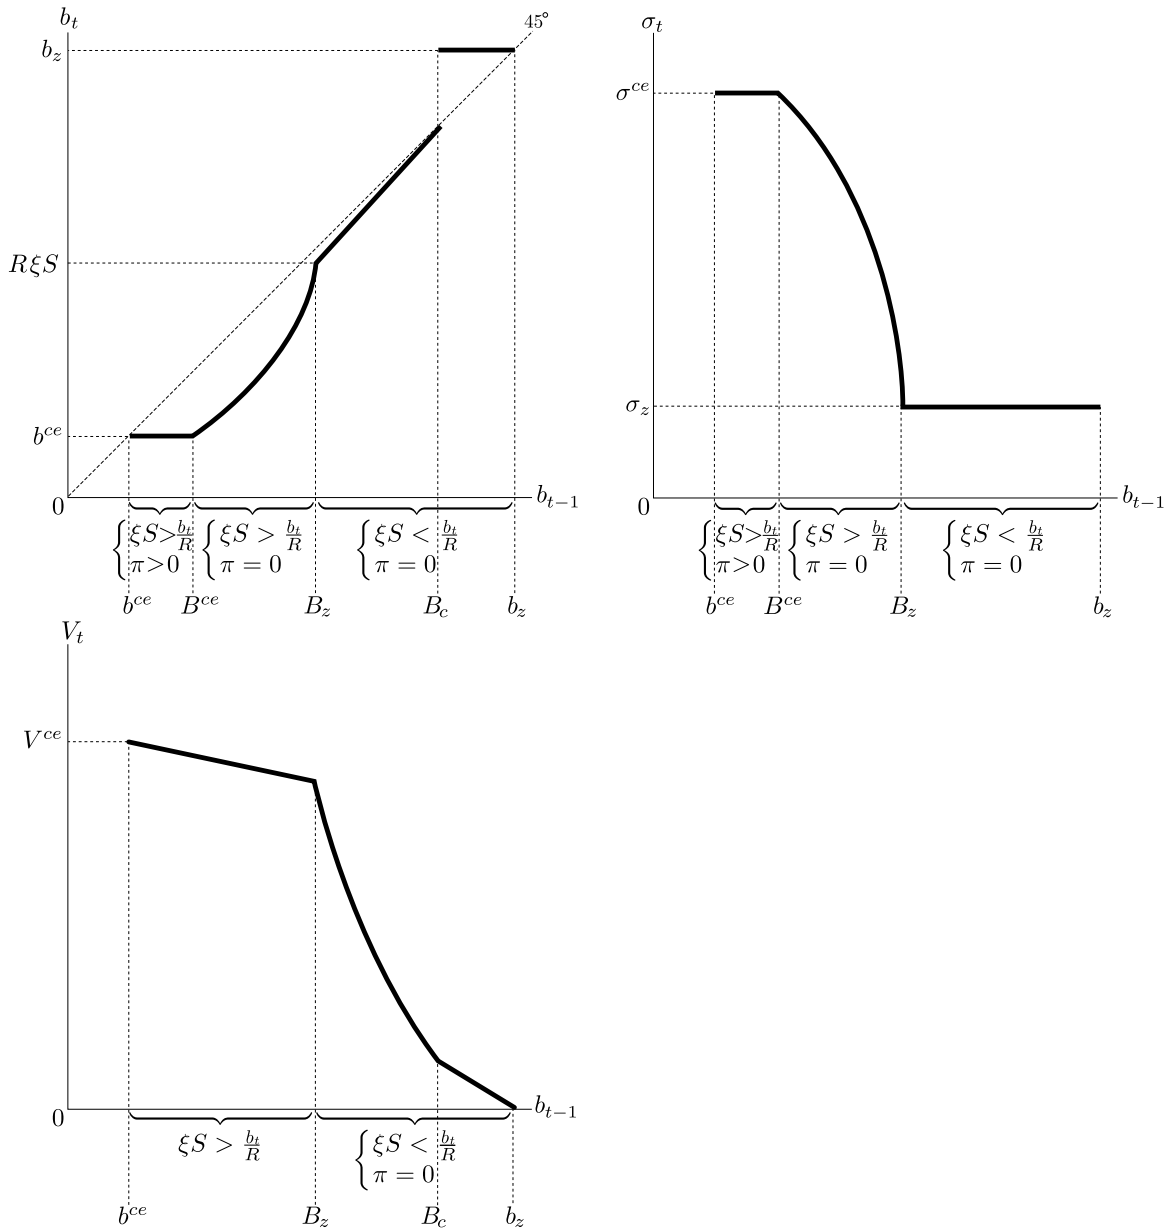 b_t
45°
b_z
RξS
b^{ce}
0
b_{t−1}
{ ξS > b_t/R
π > 0
{ ξS > b_t/R
π = 0
{ ξS < b_t/R
π = 0
b^{ce} B^{ce} B_z B_c b_z
σ_t
σ^{ce}
σ_z
0
b_{t−1}
{ ξS > b_t/R
π > 0
{ ξS > b_t/R
π = 0
{ ξS < b_t/R
π = 0
b^{ce} B^{ce} B_z b_z
V_t
V^{ce}
0
b_{t−1}
ξS > b_t/R
{ ξS < b_t/R
π = 0
b^{ce} B_z B_c b_z